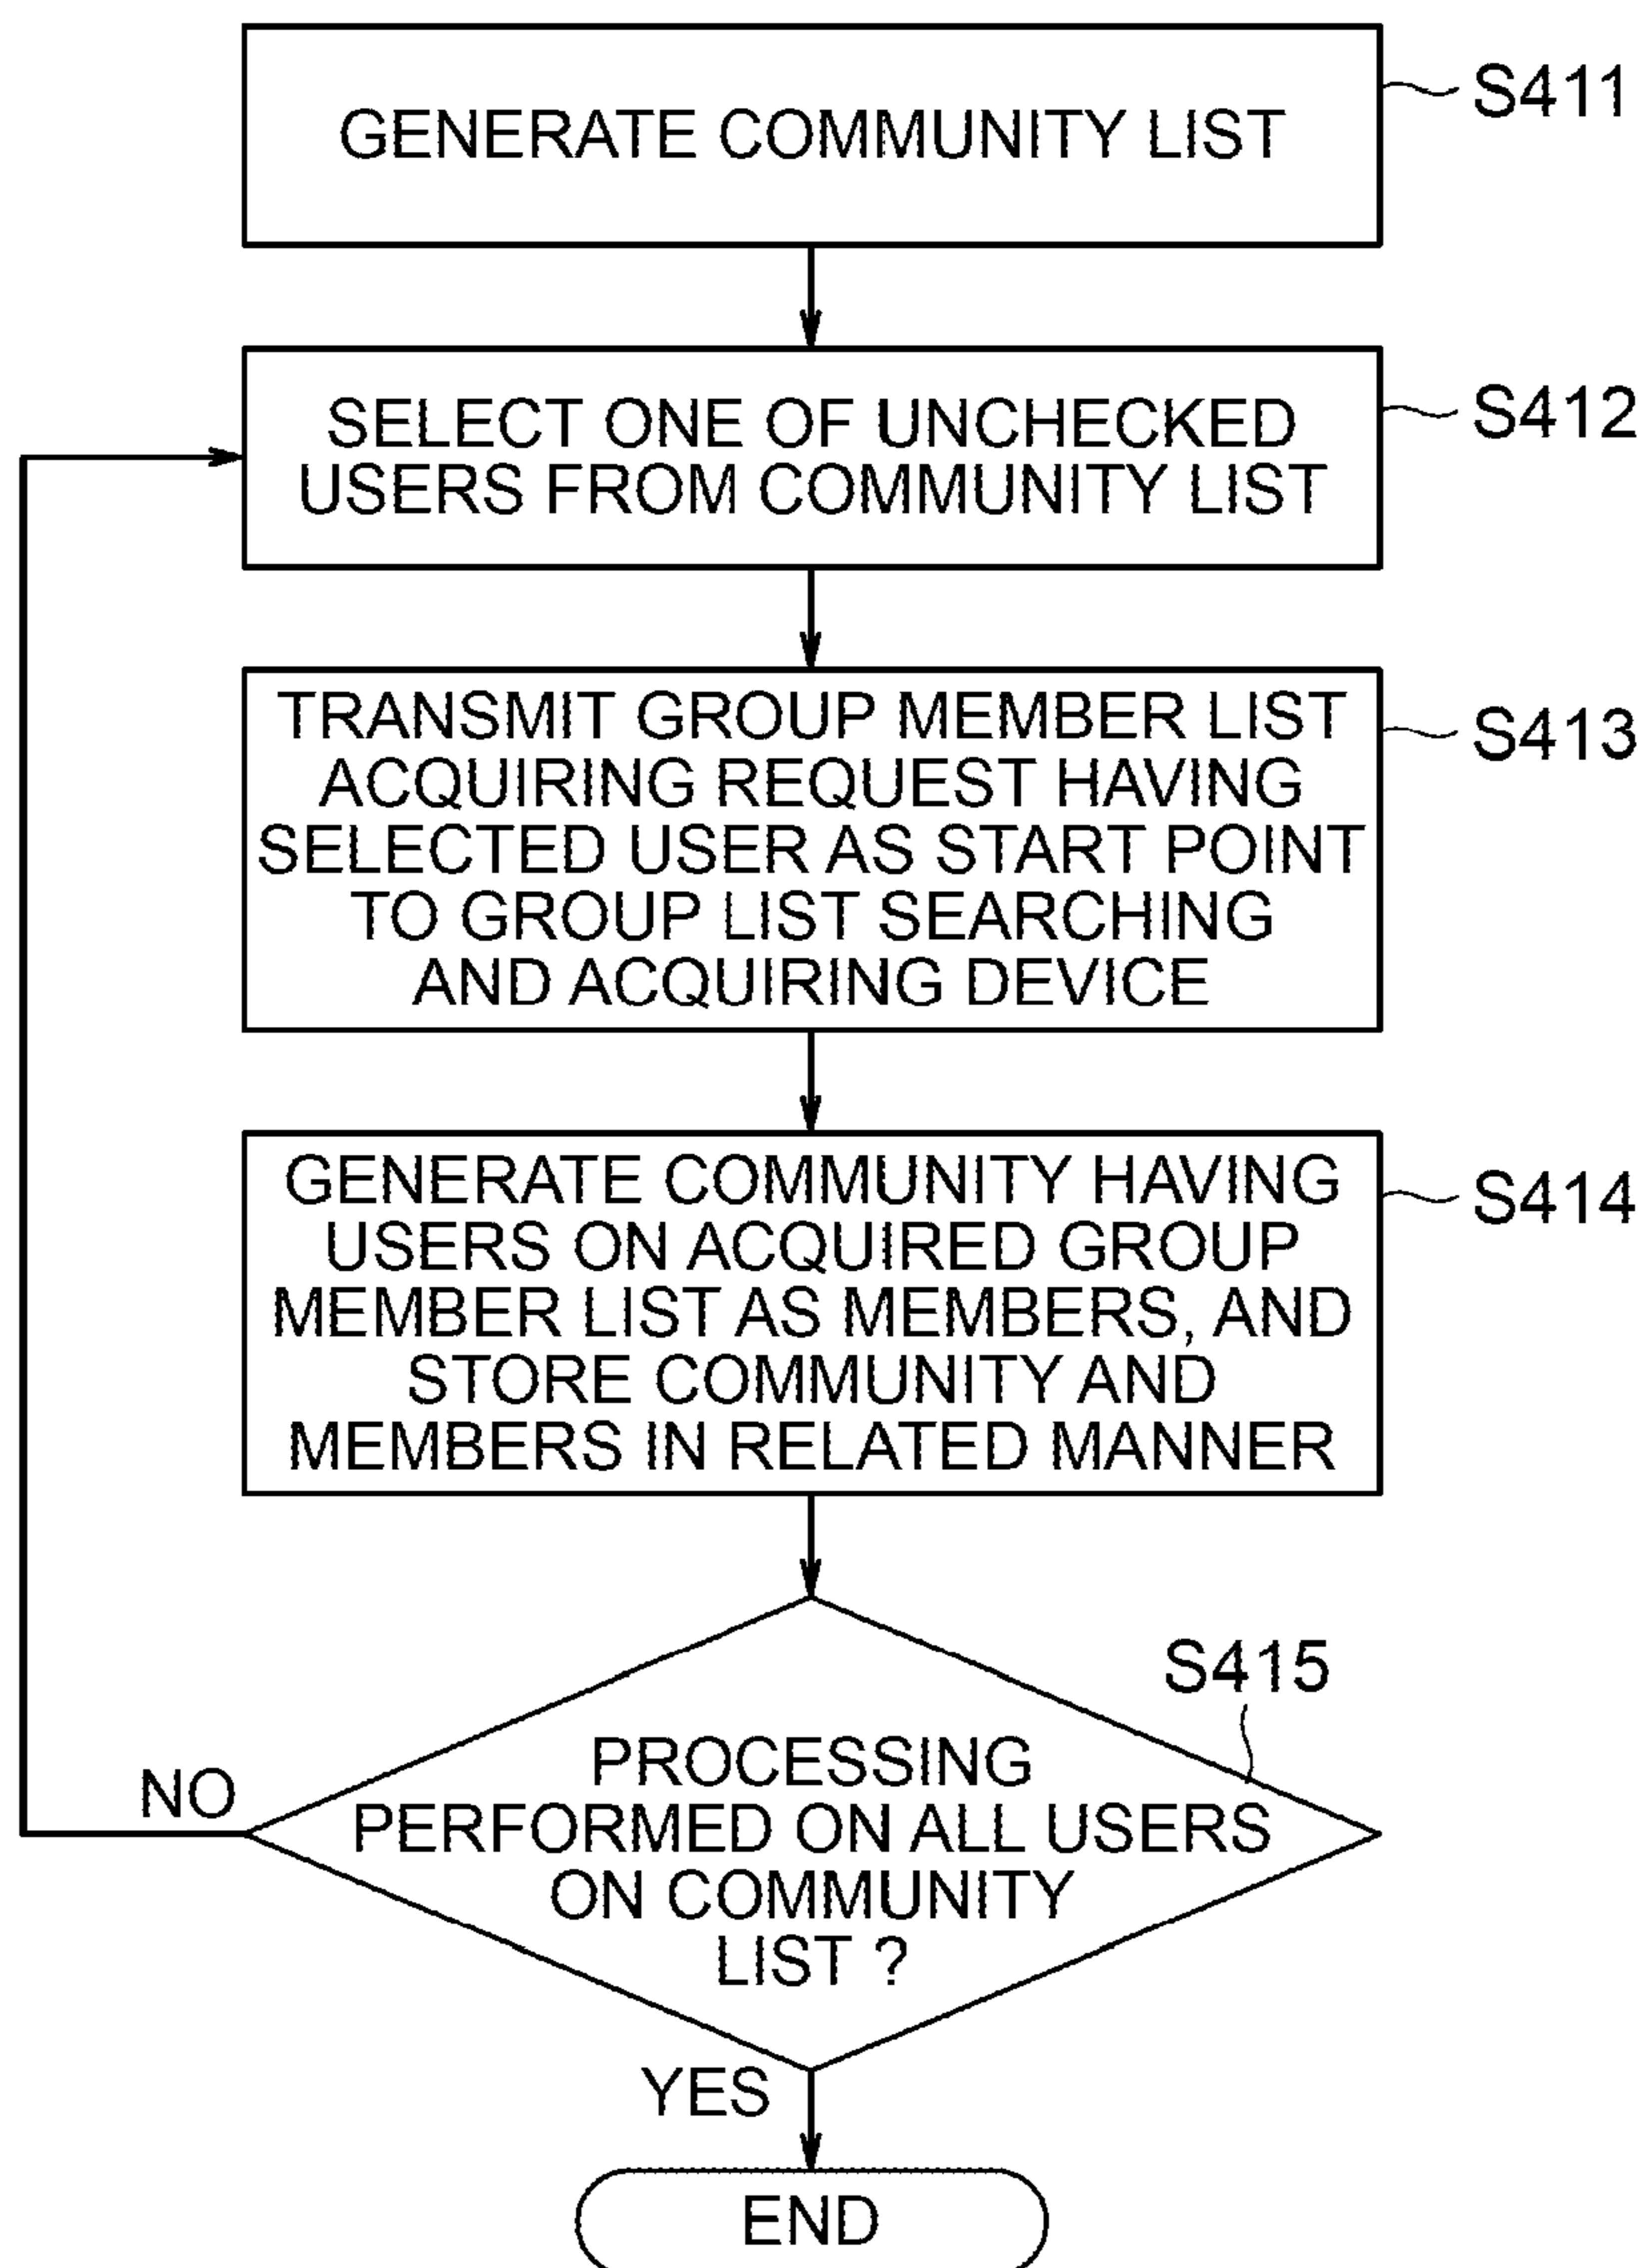 GENERATE COMMUNITY LIST
S411
SELECT ONE OF UNCHECKED
USERS FROM COMMUNITY LIST
S412
TRANSMIT GROUP MEMBER LIST
ACQUIRING REQUEST HAVING
SELECTED USER AS START POINT
TO GROUP LIST SEARCHING
AND ACQUIRING DEVICE
S413
GENERATE COMMUNITY HAVING
USERS ON ACQUIRED GROUP
MEMBER LIST AS MEMBERS, AND
STORE COMMUNITY AND
MEMBERS IN RELATED MANNER
S414
S415
PROCESSING
PERFORMED ON ALL USERS
ON COMMUNITY
LIST ?
NO
YES
END